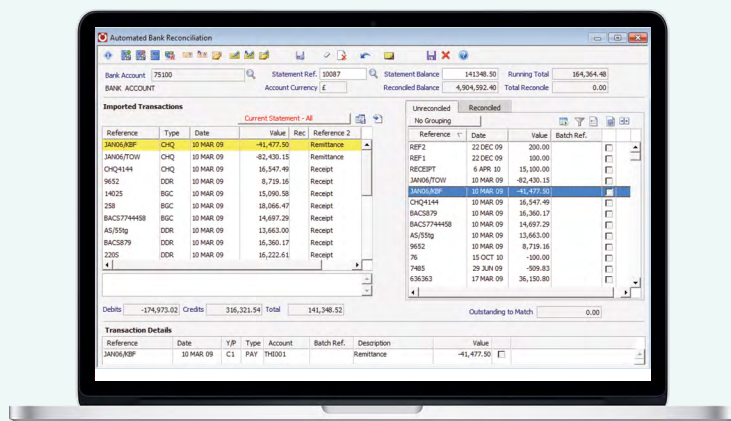 Automated Bank Reconciliation
Bank Account 75100 Statement Ref. 10087 Statement Balance 141348.50 Running Total 164,364.48
BANK ACCOUNT Account Currency £ Reconciled Balance 4,904,592.40 Total Reconcile 0.00
Imported Transactions
Current Statement - All
Reference Type Date Value Rec Reference 2
JAN06/KBF CHQ 10 MAR 09 -41,477.50 Remittance
JAN06/TOW CHQ 10 MAR 09 -82,430.15 Remittance
CHQ4144 CHQ 10 MAR 09 16,547.49 Receipt
9652 DDR 10 MAR 09 8,719.16 Receipt
14025 BGC 10 MAR 09 15,090.58 Receipt
258 BGC 10 MAR 09 18,066.47 Receipt
BACS7744458 BGC 10 MAR 09 14,697.29 Receipt
AS/55tg DDR 10 MAR 09 13,663.00 Receipt
BACS879 DDR 10 MAR 09 16,360.17 Receipt
220S DDR 10 MAR 09 16,222.61 Receipt
Debits -174,973.02 Credits 316,321.54 Total 141,348.52
Unreconciled Reconciled
No Grouping
Reference Date Value Batch Ref.
REF2 22 DEC 09 200.00
REF1 22 DEC 09 100.00
RECEIPT 6 APR 10 15,100.00
JAN06/TOW 10 MAR 09 -82,430.15
JAN06/KBF 10 MAR 09 -41,477.50
CHQ4144 10 MAR 09 16,547.49
BACS879 10 MAR 09 16,360.17
BACS7744458 10 MAR 09 14,697.29
AS/55tg 10 MAR 09 13,663.00
9652 10 MAR 09 8,719.16
76 15 OCT 10 -100.00
7485 29 JUN 09 -509.83
636363 17 MAR 09 36,150.80
Outstanding to Match 0.00
Transaction Details
Reference Date Y/P Type Account Batch Ref. Description Value
JAN06/KBF 10 MAR 09 C1 PAY THI001 Remittance -41,477.50